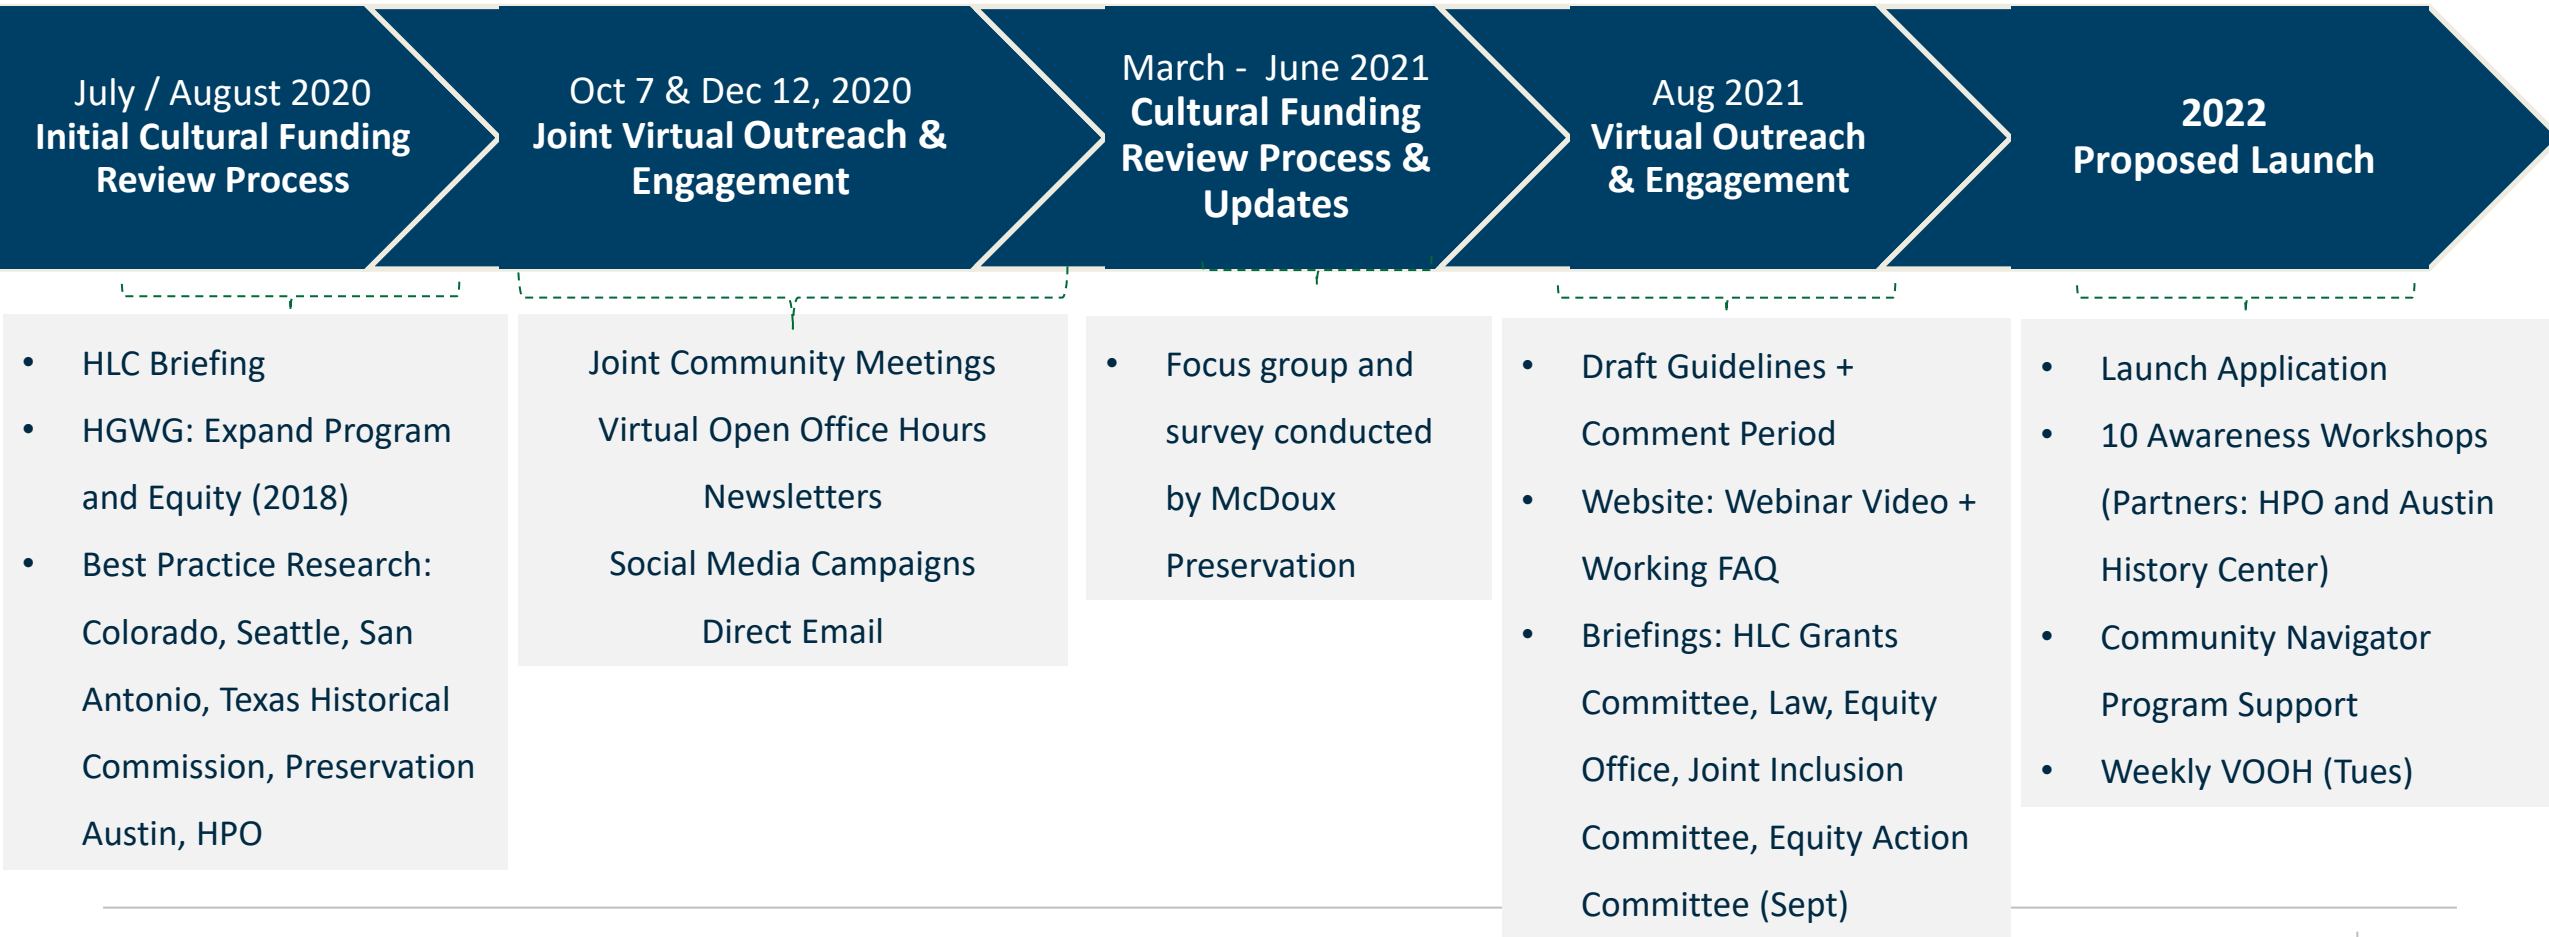 July / August 2020
Initial Cultural Funding
Review Process
Oct 7 & Dec 12, 2020
Joint Virtual Outreach &
Engagement
March -  June 2021
Cultural Funding
Review Process &
Updates
Aug 2021
Virtual Outreach
& Engagement
2022
Proposed Launch
• HLC Briefing
• HGWG: Expand Program
and Equity (2018)
• Best Practice Research:
Colorado, Seattle, San
Antonio, Texas Historical
Commission, Preservation
Austin, HPO
Joint Community Meetings
Virtual Open Office Hours
Newsletters
Social Media Campaigns
Direct Email
• Focus group and
survey conducted
by McDoux
Preservation
• Draft Guidelines +
Comment Period
• Website: Webinar Video +
Working FAQ
• Briefings: HLC Grants
Committee, Law, Equity
Office, Joint Inclusion
Committee, Equity Action
Committee (Sept)
• Launch Application
• 10 Awareness Workshops
(Partners: HPO and Austin
History Center)
• Community Navigator
Program Support
• Weekly VOOH (Tues)